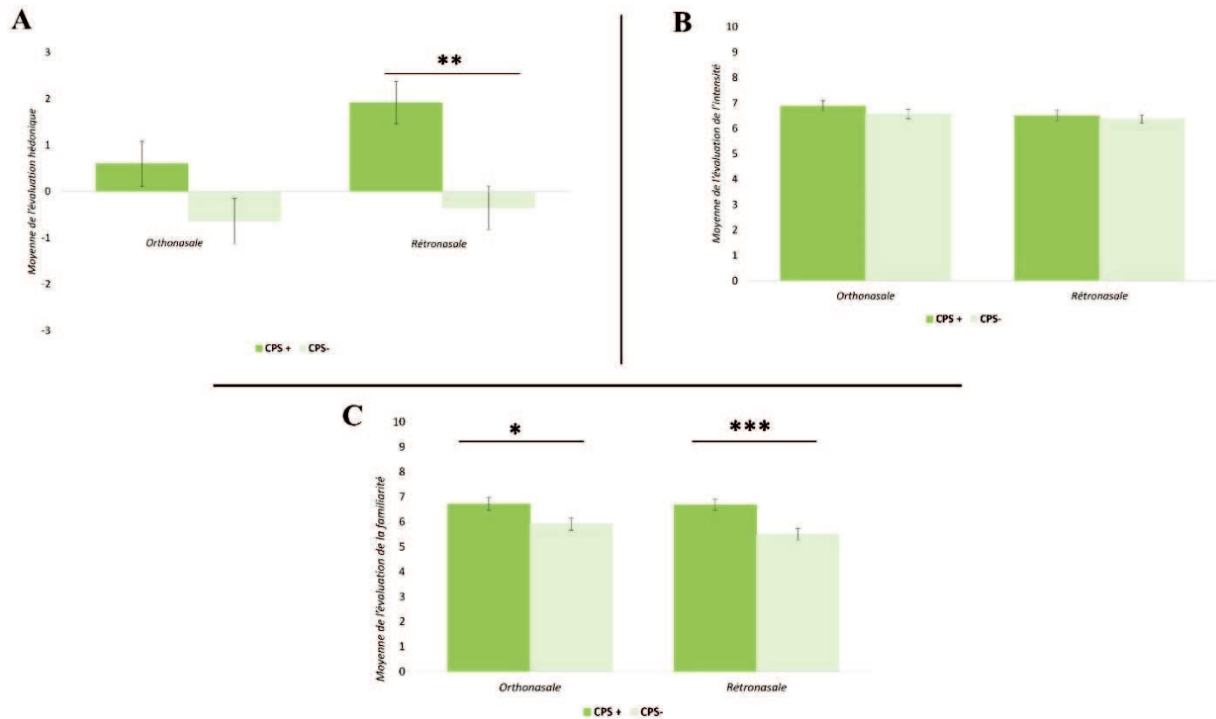 A
Moyenne de l'évaluation hédonique
3
2
1
0
-1
-2
-3
**
Orthonasale
Rétronasale
CPS + CPS-
B
Moyenne de l'évaluation de l'intensité
10
9
8
7
6
5
4
3
2
1
0
Orthonasale
Rétronasale
CPS + CPS-
C
Moyenne de l'évaluation de la familiarité
10
9
8
7
6
5
4
3
2
1
0
*
***
Orthonasale
Rétronasale
CPS + CPS-